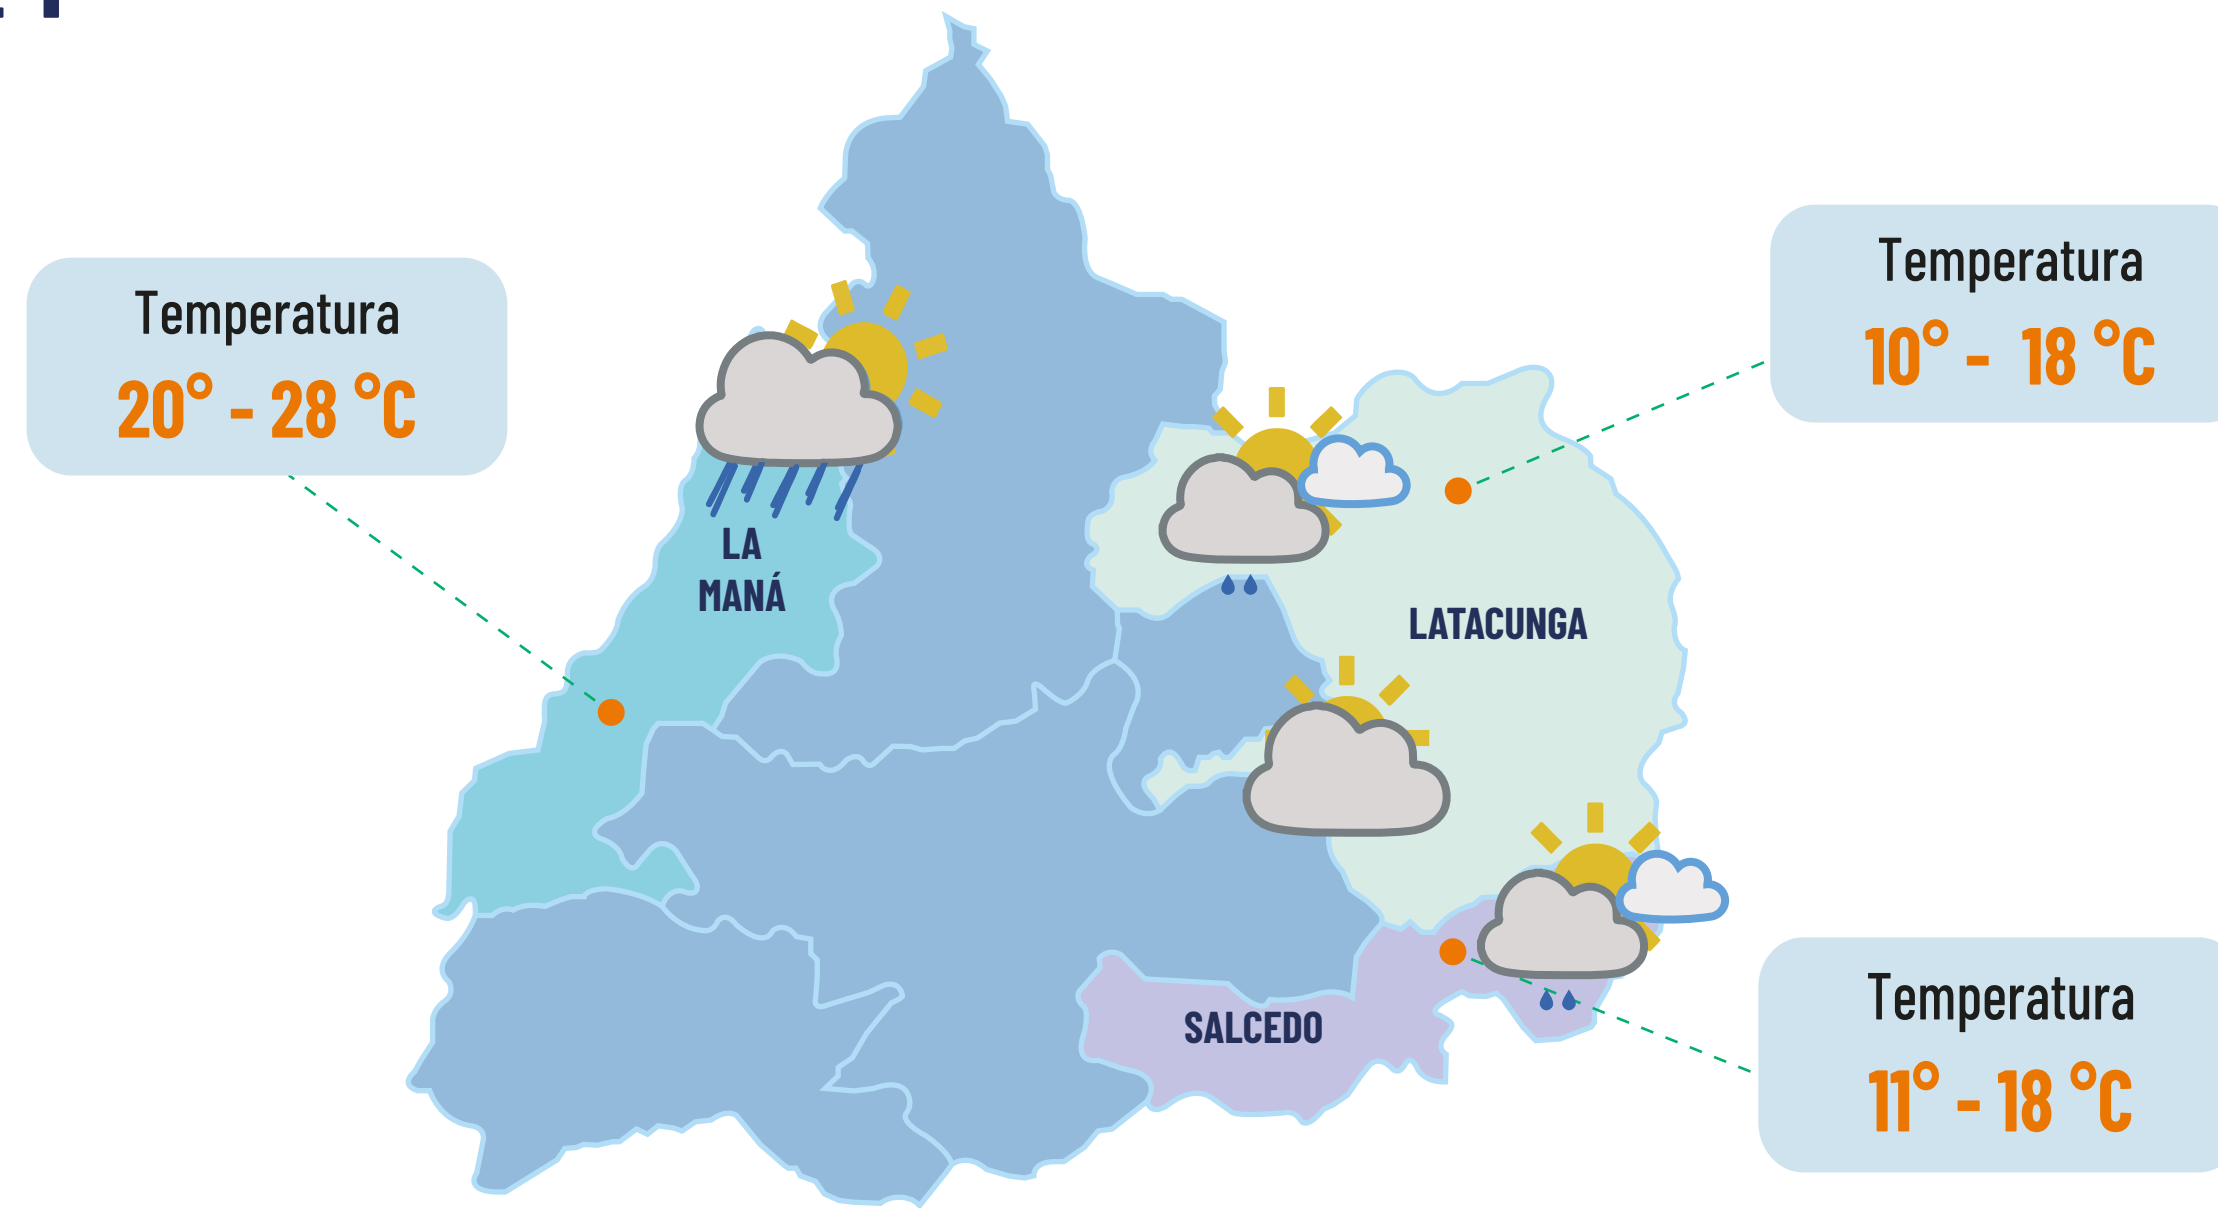 Temperatura
20° - 28 °C
Temperatura
10° - 18 °C
LA
MANÁ
LATACUNGA
SALCEDO
Temperatura
11° - 18 °C